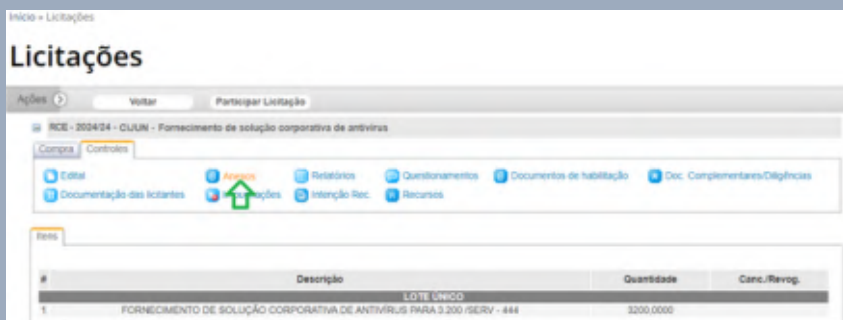 Início » Licitações
Licitações
Ações Voltar Participar Licitação
RCE - 2024/24 - CIJUN - Fornecimento de solução corporativa de antivírus
Compra Controles
Edital Anexos Relatórios Questionamentos Documentos de habilitação Doc. Complementares/Diligências
Documentação das licitantes Intenção Rec. Recursos
Itens
# Descrição Quantidade Canc./Revog.
LOTE ÚNICO
1 FORNECIMENTO DE SOLUÇÃO CORPORATIVA DE ANTIVÍRUS PARA 3.200 /SERV - 444 3200,0000